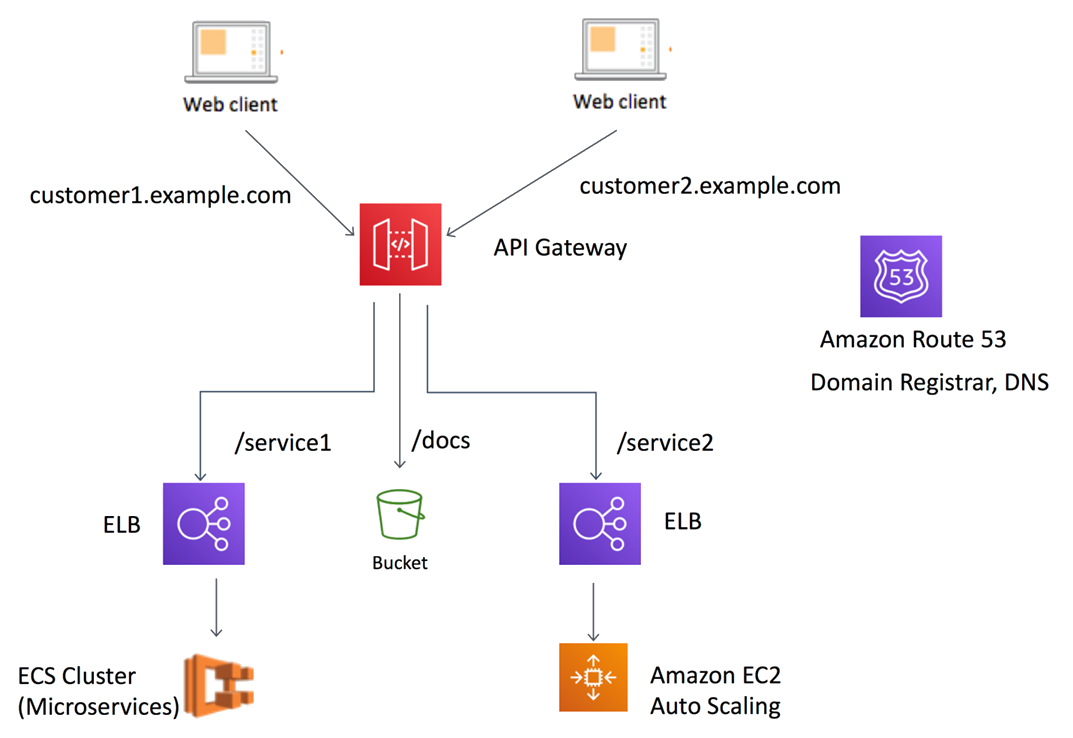 Web client
Web client
customer1.example.com
customer2.example.com
</>
API Gateway
53
Amazon Route 53
Domain Registrar, DNS
/service1
/docs
/service2
ELB
ELB
Bucket
ECS Cluster
(Microservices)
Amazon EC2
Auto Scaling